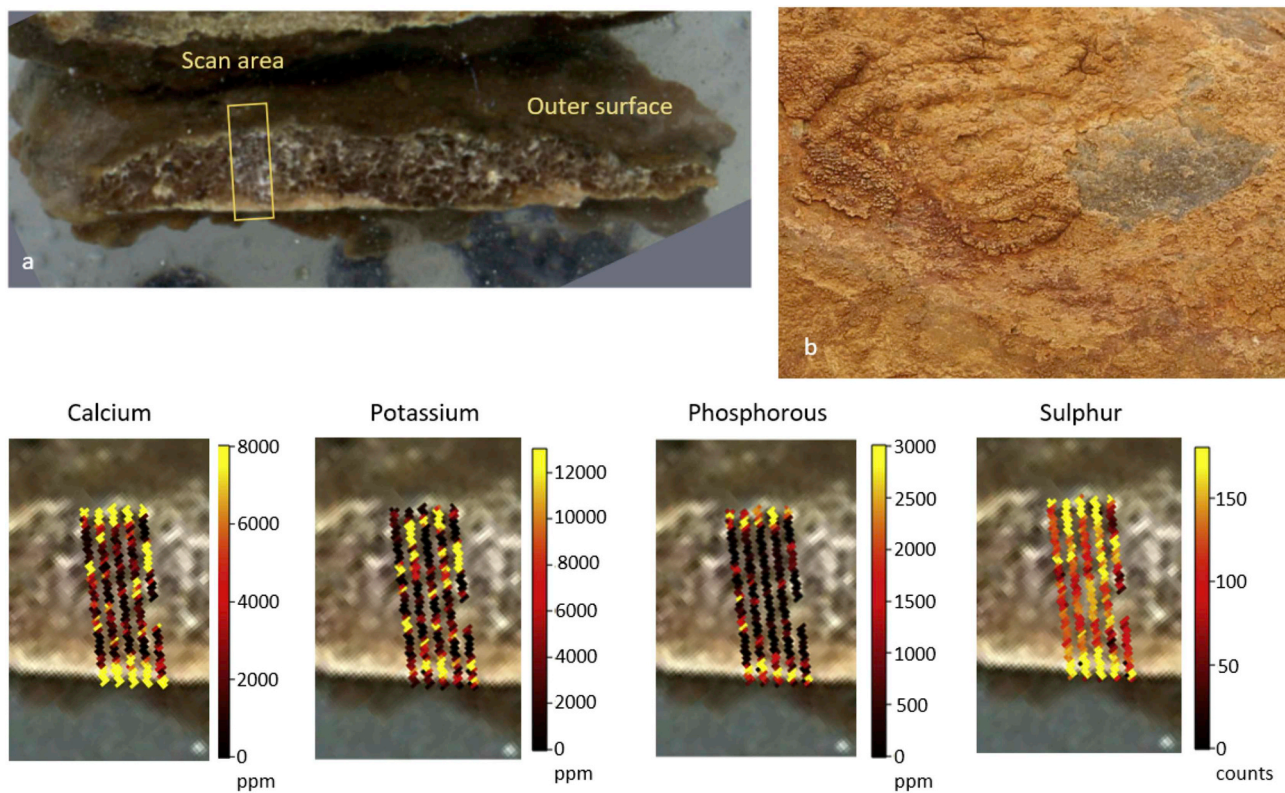 Scan area
Outer surface
a
b
Calcium
Potassium
Phosphorous
Sulphur
8000
6000
4000
2000
0
ppm
12000
10000
8000
6000
4000
2000
0
ppm
3000
2500
2000
1500
1000
500
0
ppm
150
100
50
0
counts